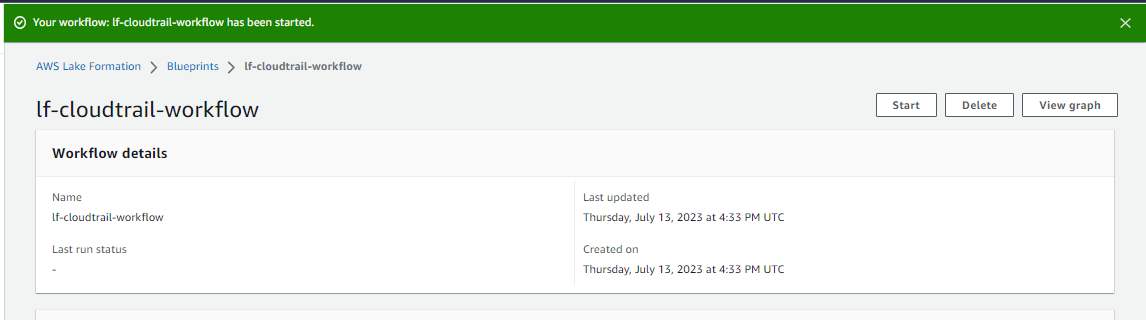 Your workflow: lf-cloudtrail-workflow has been started.
AWS Lake Formation > Blueprints > lf-cloudtrail-workflow
lf-cloudtrail-workflow
Start Delete View graph
Workflow details
Name Last updated
lf-cloudtrail-workflow Thursday, July 13, 2023 at 4:33 PM UTC
Last run status Created on
- Thursday, July 13, 2023 at 4:33 PM UTC